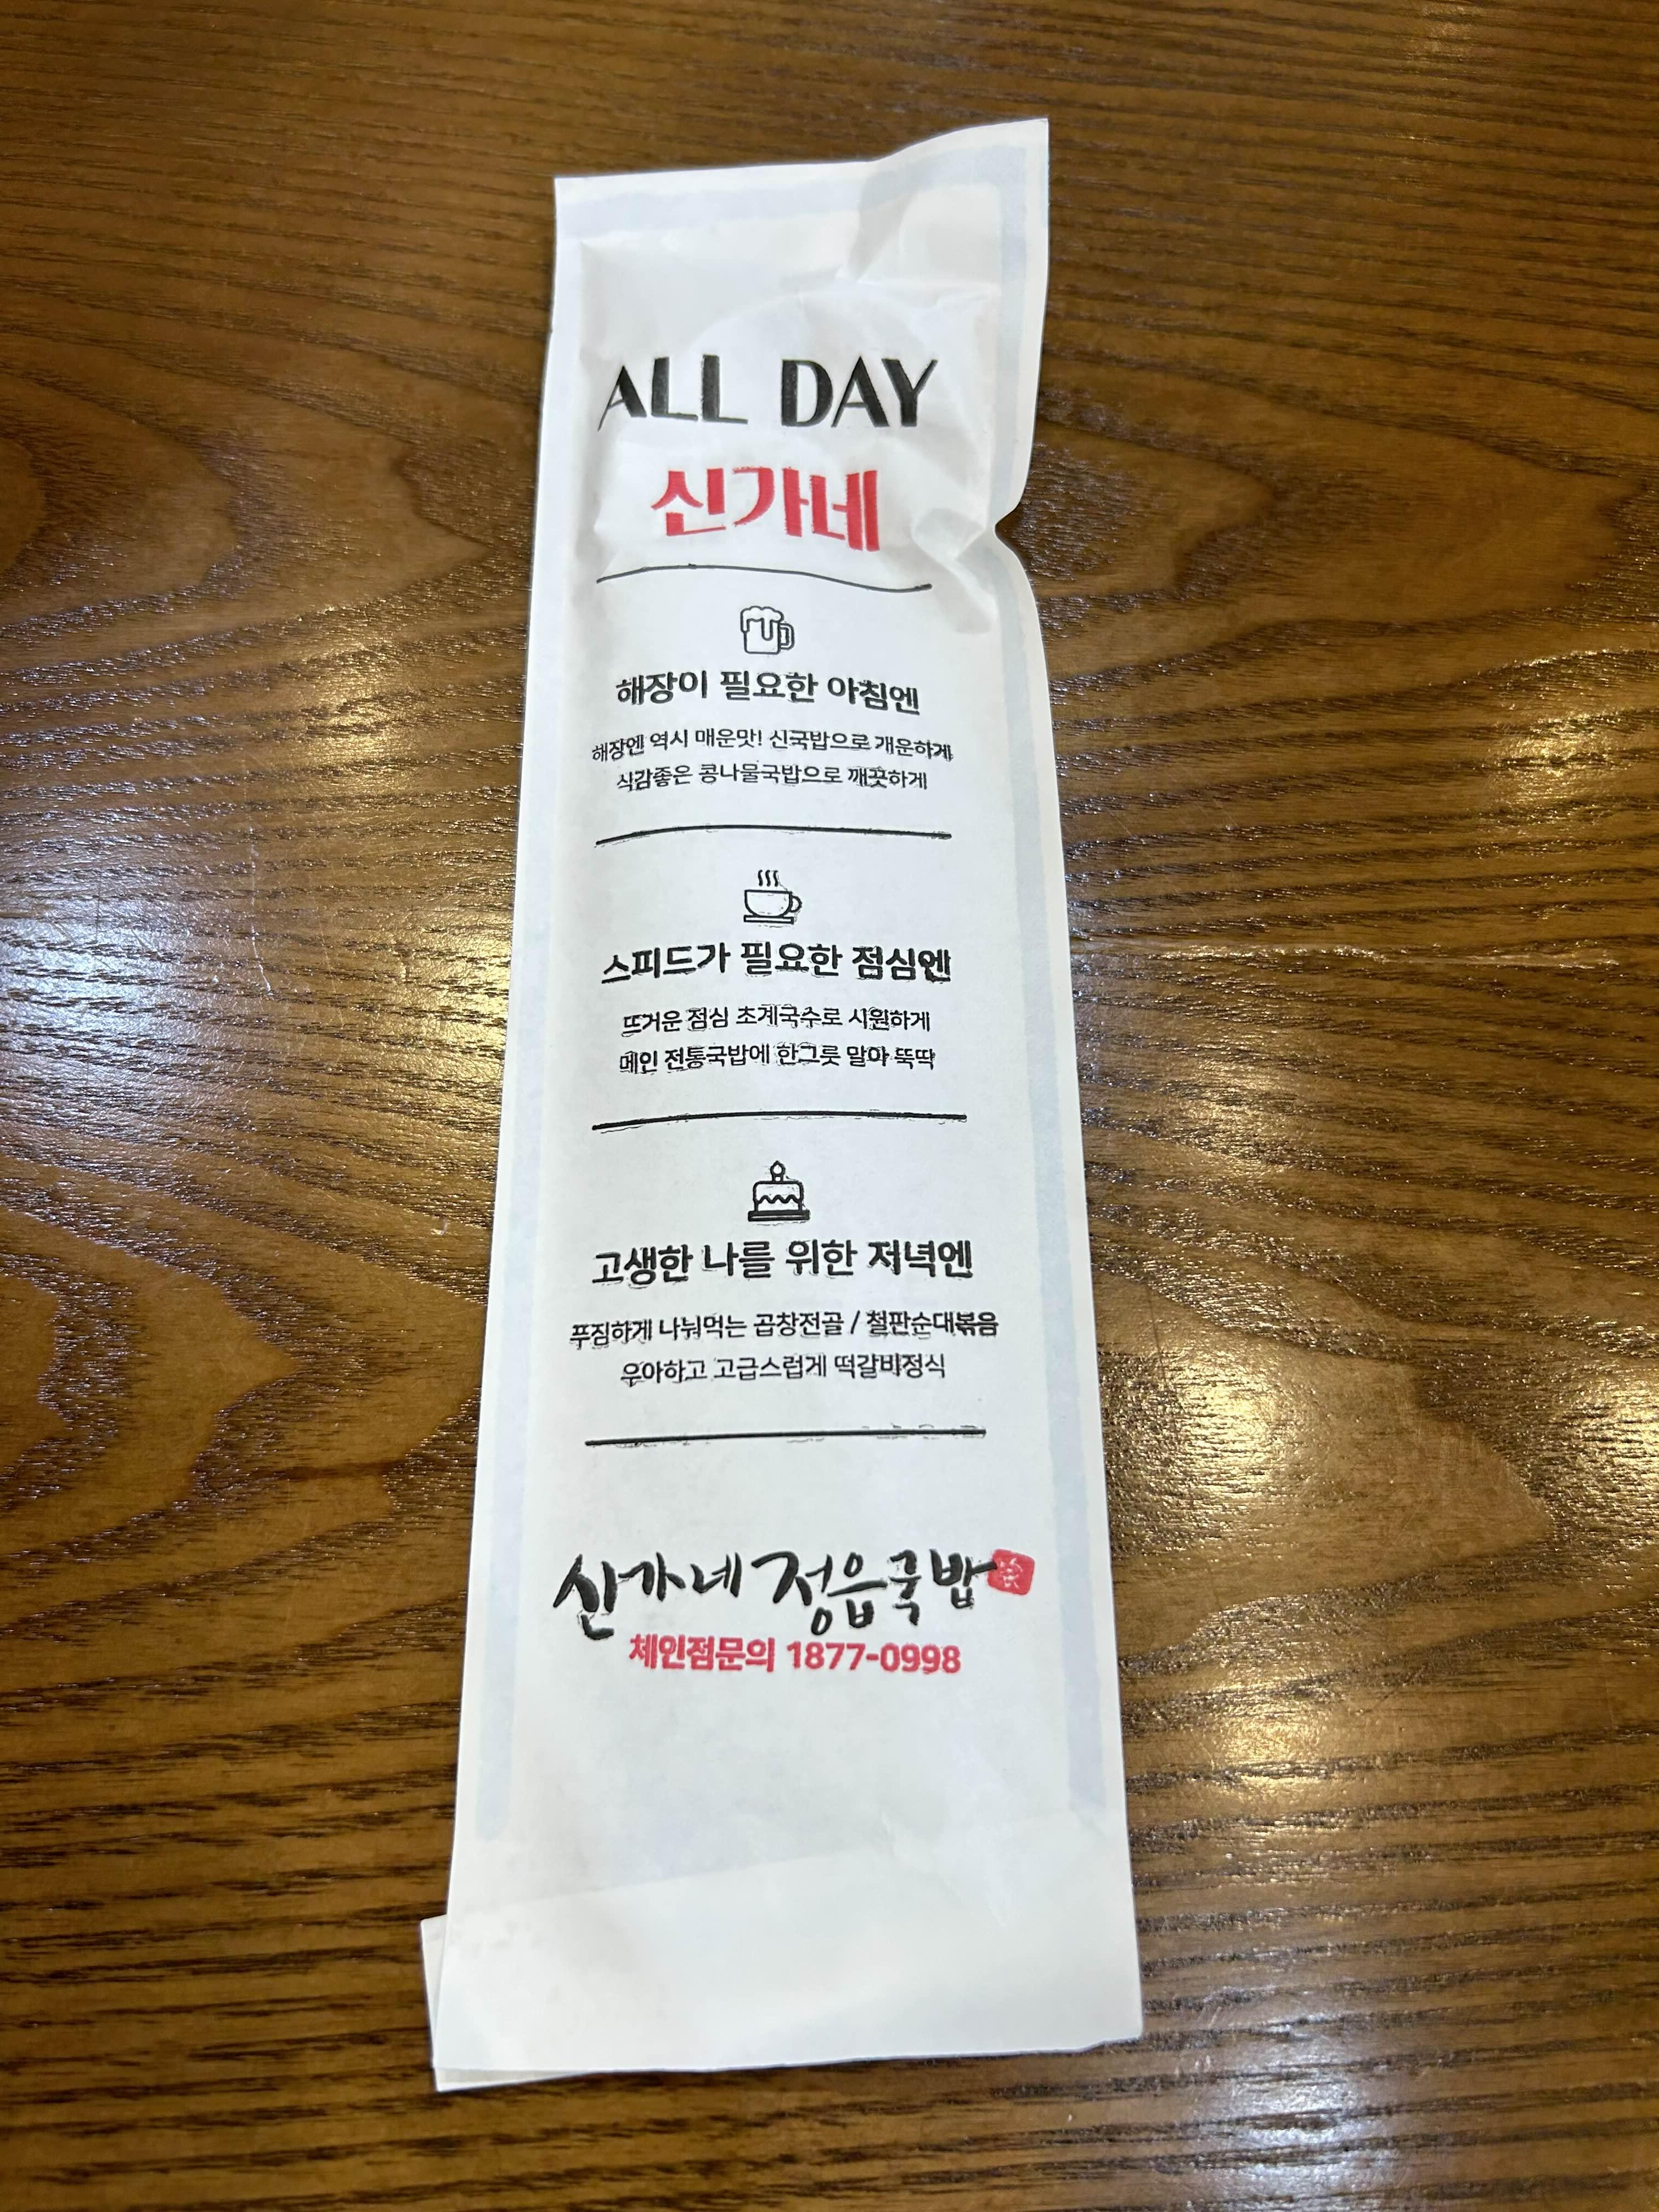 ALL DAY
신가네
해장이 필요한 아침엔
해장엔 역시 매운맛! 신국밥으로 개운하게
식감좋은 콩나물국밥으로 깨끗하게
스피드가 필요한 점심엔
뜨거운 점심 초계국수로 시원하게
메인 전통국밥에 한그릇 말아 뚝딱
고생한 나를 위한 저녁엔
푸짐하게 나눠먹는 곱창전골 / 철판순대볶음
우아하고 고급스럽게 떡갈비정식
신가네 정읍국밥
체인점문의 1877-0998